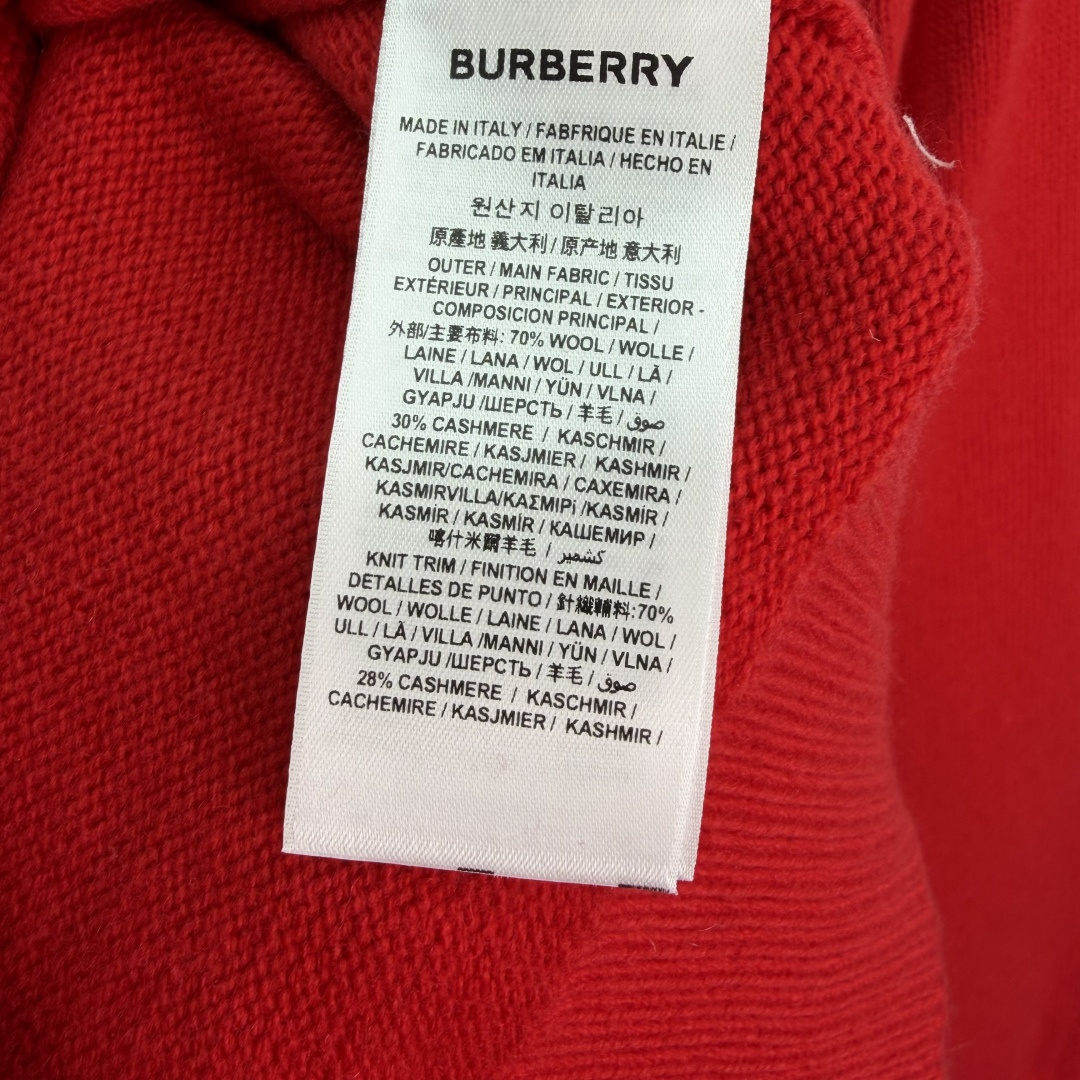 BURBERRY
MADE IN ITALY / FABFRIQUE EN ITALIE /
FABRICADO EM ITALIA / HECHO EN
ITALIA
원산지 이탈리아
原產地 義大利 / 原产地 意大利
OUTER / MAIN FABRIC / TISSU
EXTÉRIEUR / PRINCIPAL / EXTERIOR -
COMPOSICION PRINCIPAL /
外部/主要布料: 70% WOOL / WOLLE /
LAINE / LANA / WOL / ULL / LÃ /
VILLA /MANNI / YÜN / VLNA /
GYAPJU /ШЕРСТЬ / 羊毛 / صوف
30% CASHMERE / KASCHMIR /
CACHEMIRE / KASJMIER / KASHMIR /
KASJMIR/CACHEMIRA / CAXEMIRA /
KASMIRVILLA/ΚΑΣΜΙΡi /KASMİR /
KASMÍR / KASMÍR / КАШЕМИР /
喀什米爾羊毛 / كشمير
KNIT TRIM / FINITION EN MAILLE /
DETALLES DE PUNTO / 針織輔料:70%
WOOL / WOLLE / LAINE / LANA / WOL /
ULL / LÃ / VILLA /MANNI / YÜN / VLNA /
GYAPJU /ШЕРСТЬ / 羊毛 / صوف
28% CASHMERE / KASCHMIR /
CACHEMIRE / KASJMIER / KASHMIR /